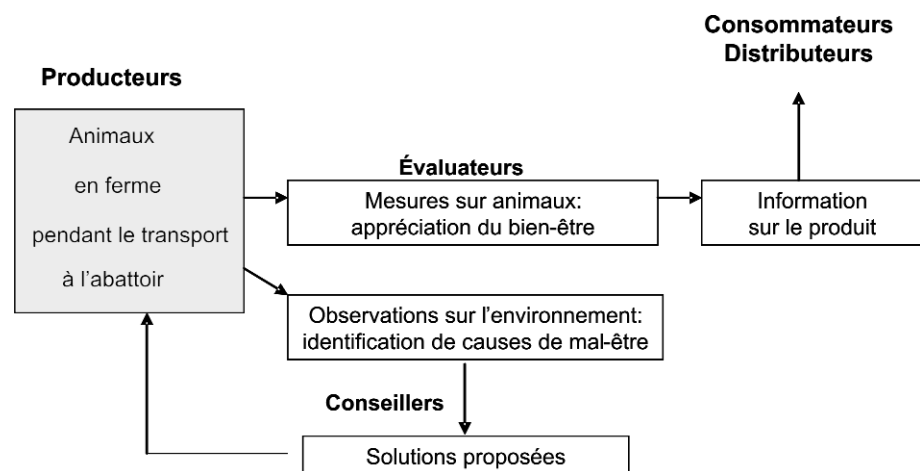 Consommateurs
Distributeurs
Producteurs
Animaux
en ferme
pendant le transport
à l'abattoir
Évaluateurs
Mesures sur animaux:
appréciation du bien-être
Information
sur le produit
Observations sur l'environnement:
identification de causes de mal-être
Conseillers
Solutions proposées